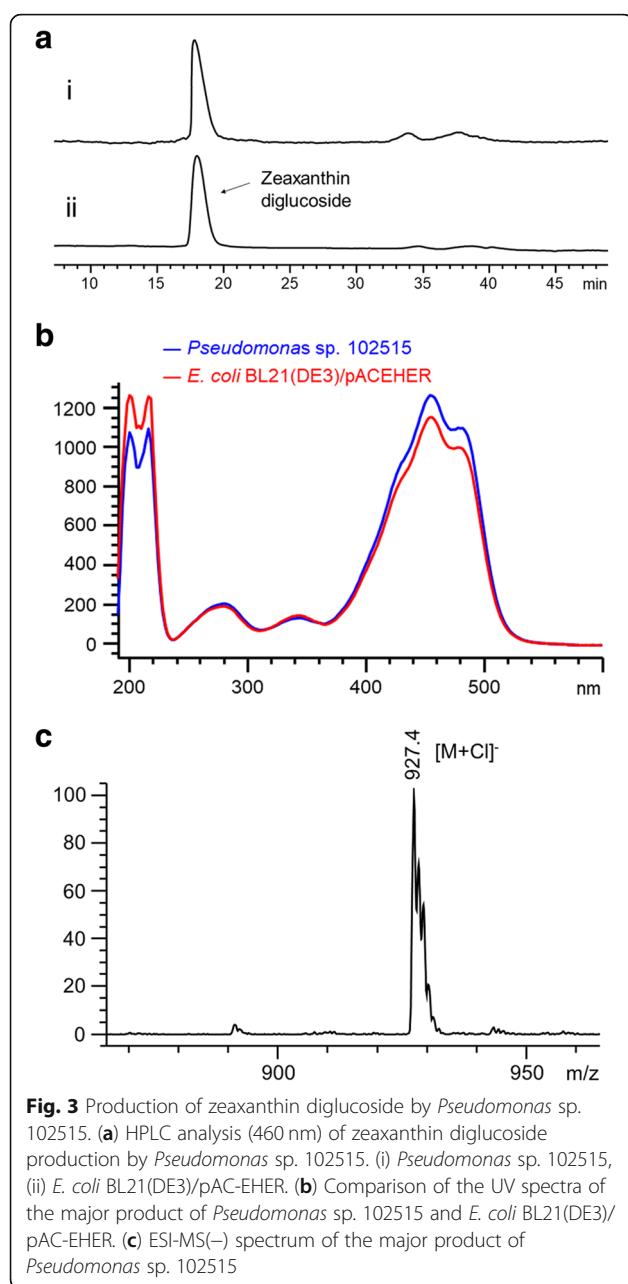 a
i
ii
Zeaxanthin
diglucoside
10 15 20 25 30 35 40 45 min
b
— Pseudomonas sp. 102515
— E. coli BL21(DE3)/pACEHER
1200
1000
800
600
400
200
0
200 300 400 500 nm
c
927.4
[M+Cl]-
100
80
60
40
20
0
900 950 m/z
Fig. 3 Production of zeaxanthin diglucoside by Pseudomonas sp.
102515. (a) HPLC analysis (460 nm) of zeaxanthin diglucoside
production by Pseudomonas sp. 102515. (i) Pseudomonas sp. 102515,
(ii) E. coli BL21(DE3)/pAC-EHER. (b) Comparison of the UV spectra of
the major product of Pseudomonas sp. 102515 and E. coli BL21(DE3)/
pAC-EHER. (c) ESI-MS(−) spectrum of the major product of
Pseudomonas sp. 102515